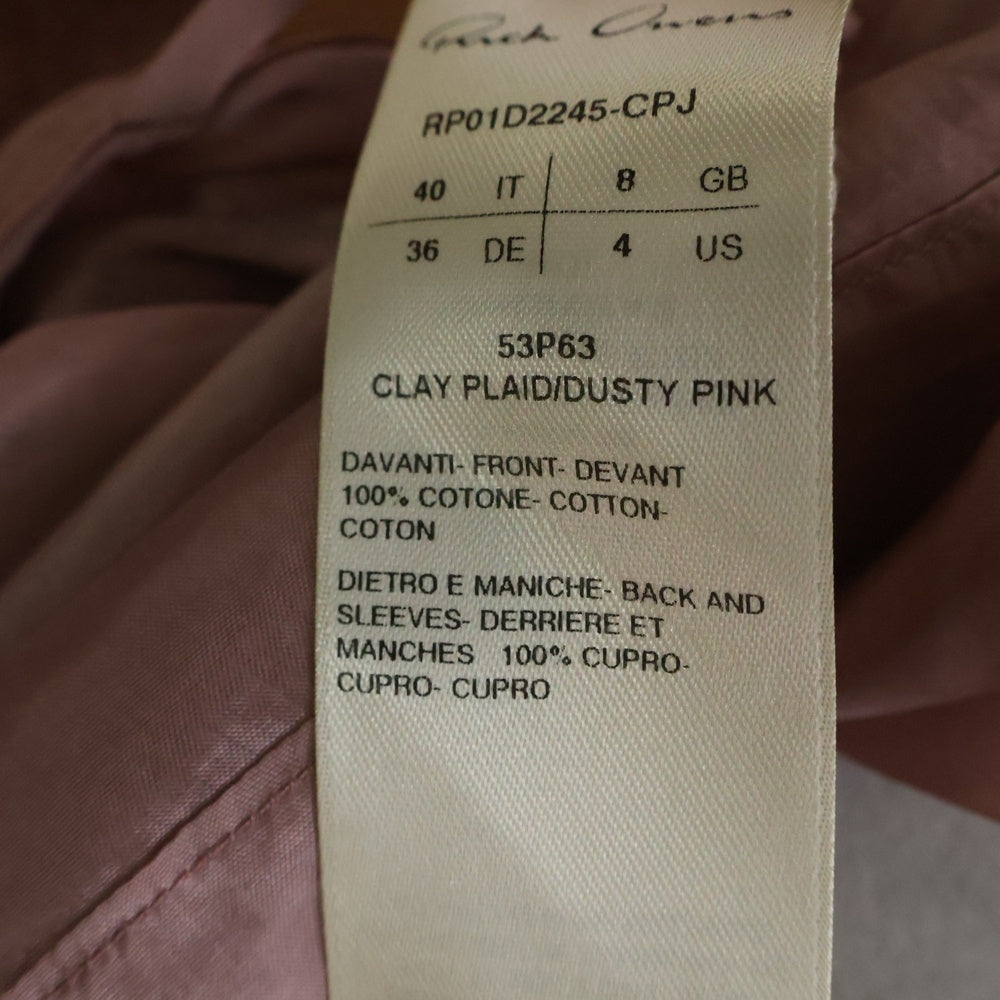 Rick Owens
RP01D2245-CPJ
40 IT 8 GB
36 DE 4 US
53P63
CLAY PLAID/DUSTY PINK
DAVANTI- FRONT- DEVANT
100% COTONE- COTTON-
COTON
DIETRO E MANICHE- BACK AND
SLEEVES- DERRIERE ET
MANCHES 100% CUPRO-
CUPRO- CUPRO